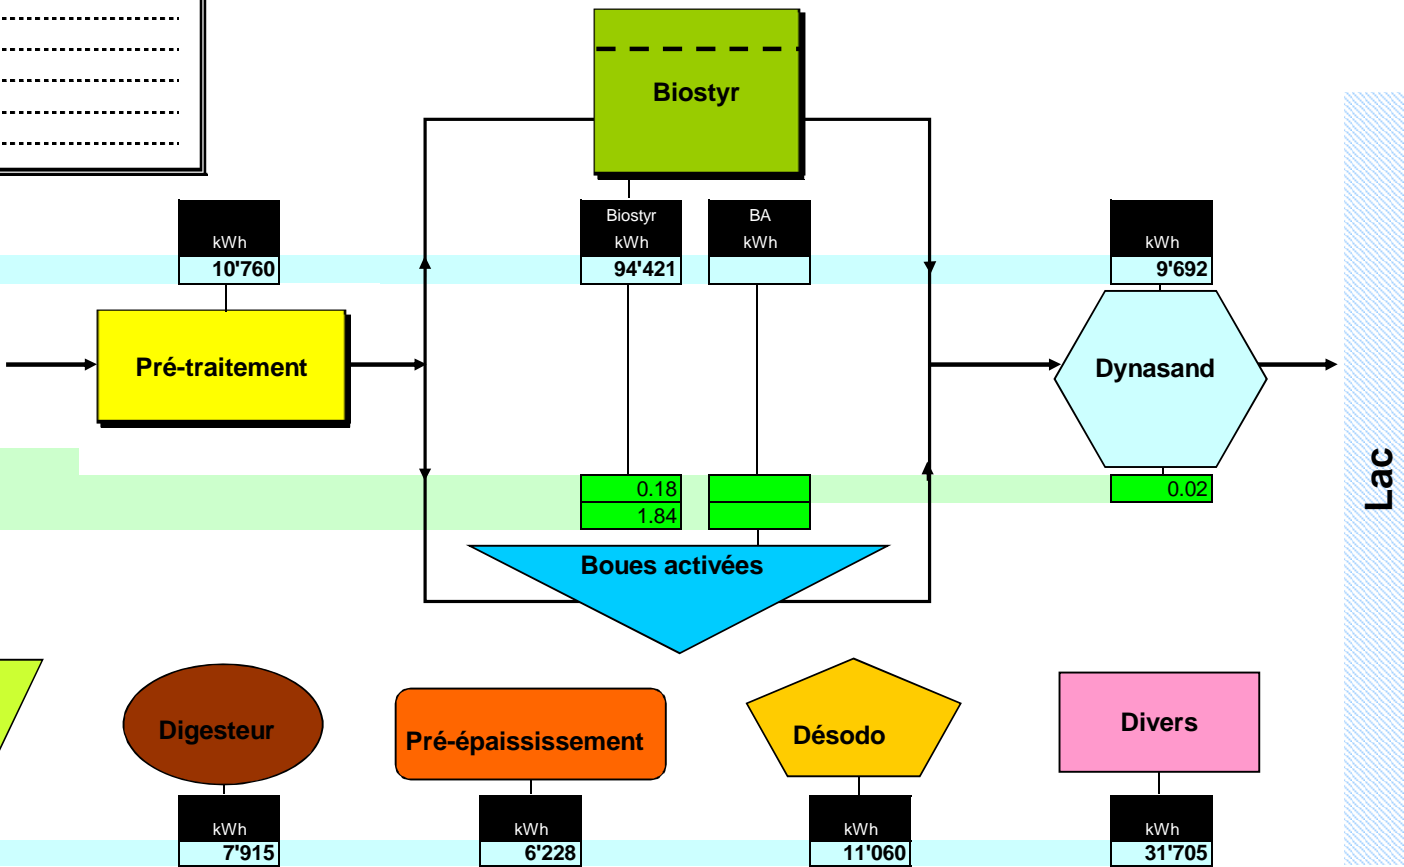 Biostyr
kWh
10'760
Biostyr
kWh
94'421
BA
kWh
kWh
9'692
Pré-traitement
Dynasand
Lac
0.18
1.84
0.02
Boues activées
Digesteur
Pré-épaississement
Désodo
Divers
kWh
7'915
kWh
6'228
kWh
11'060
kWh
31'705